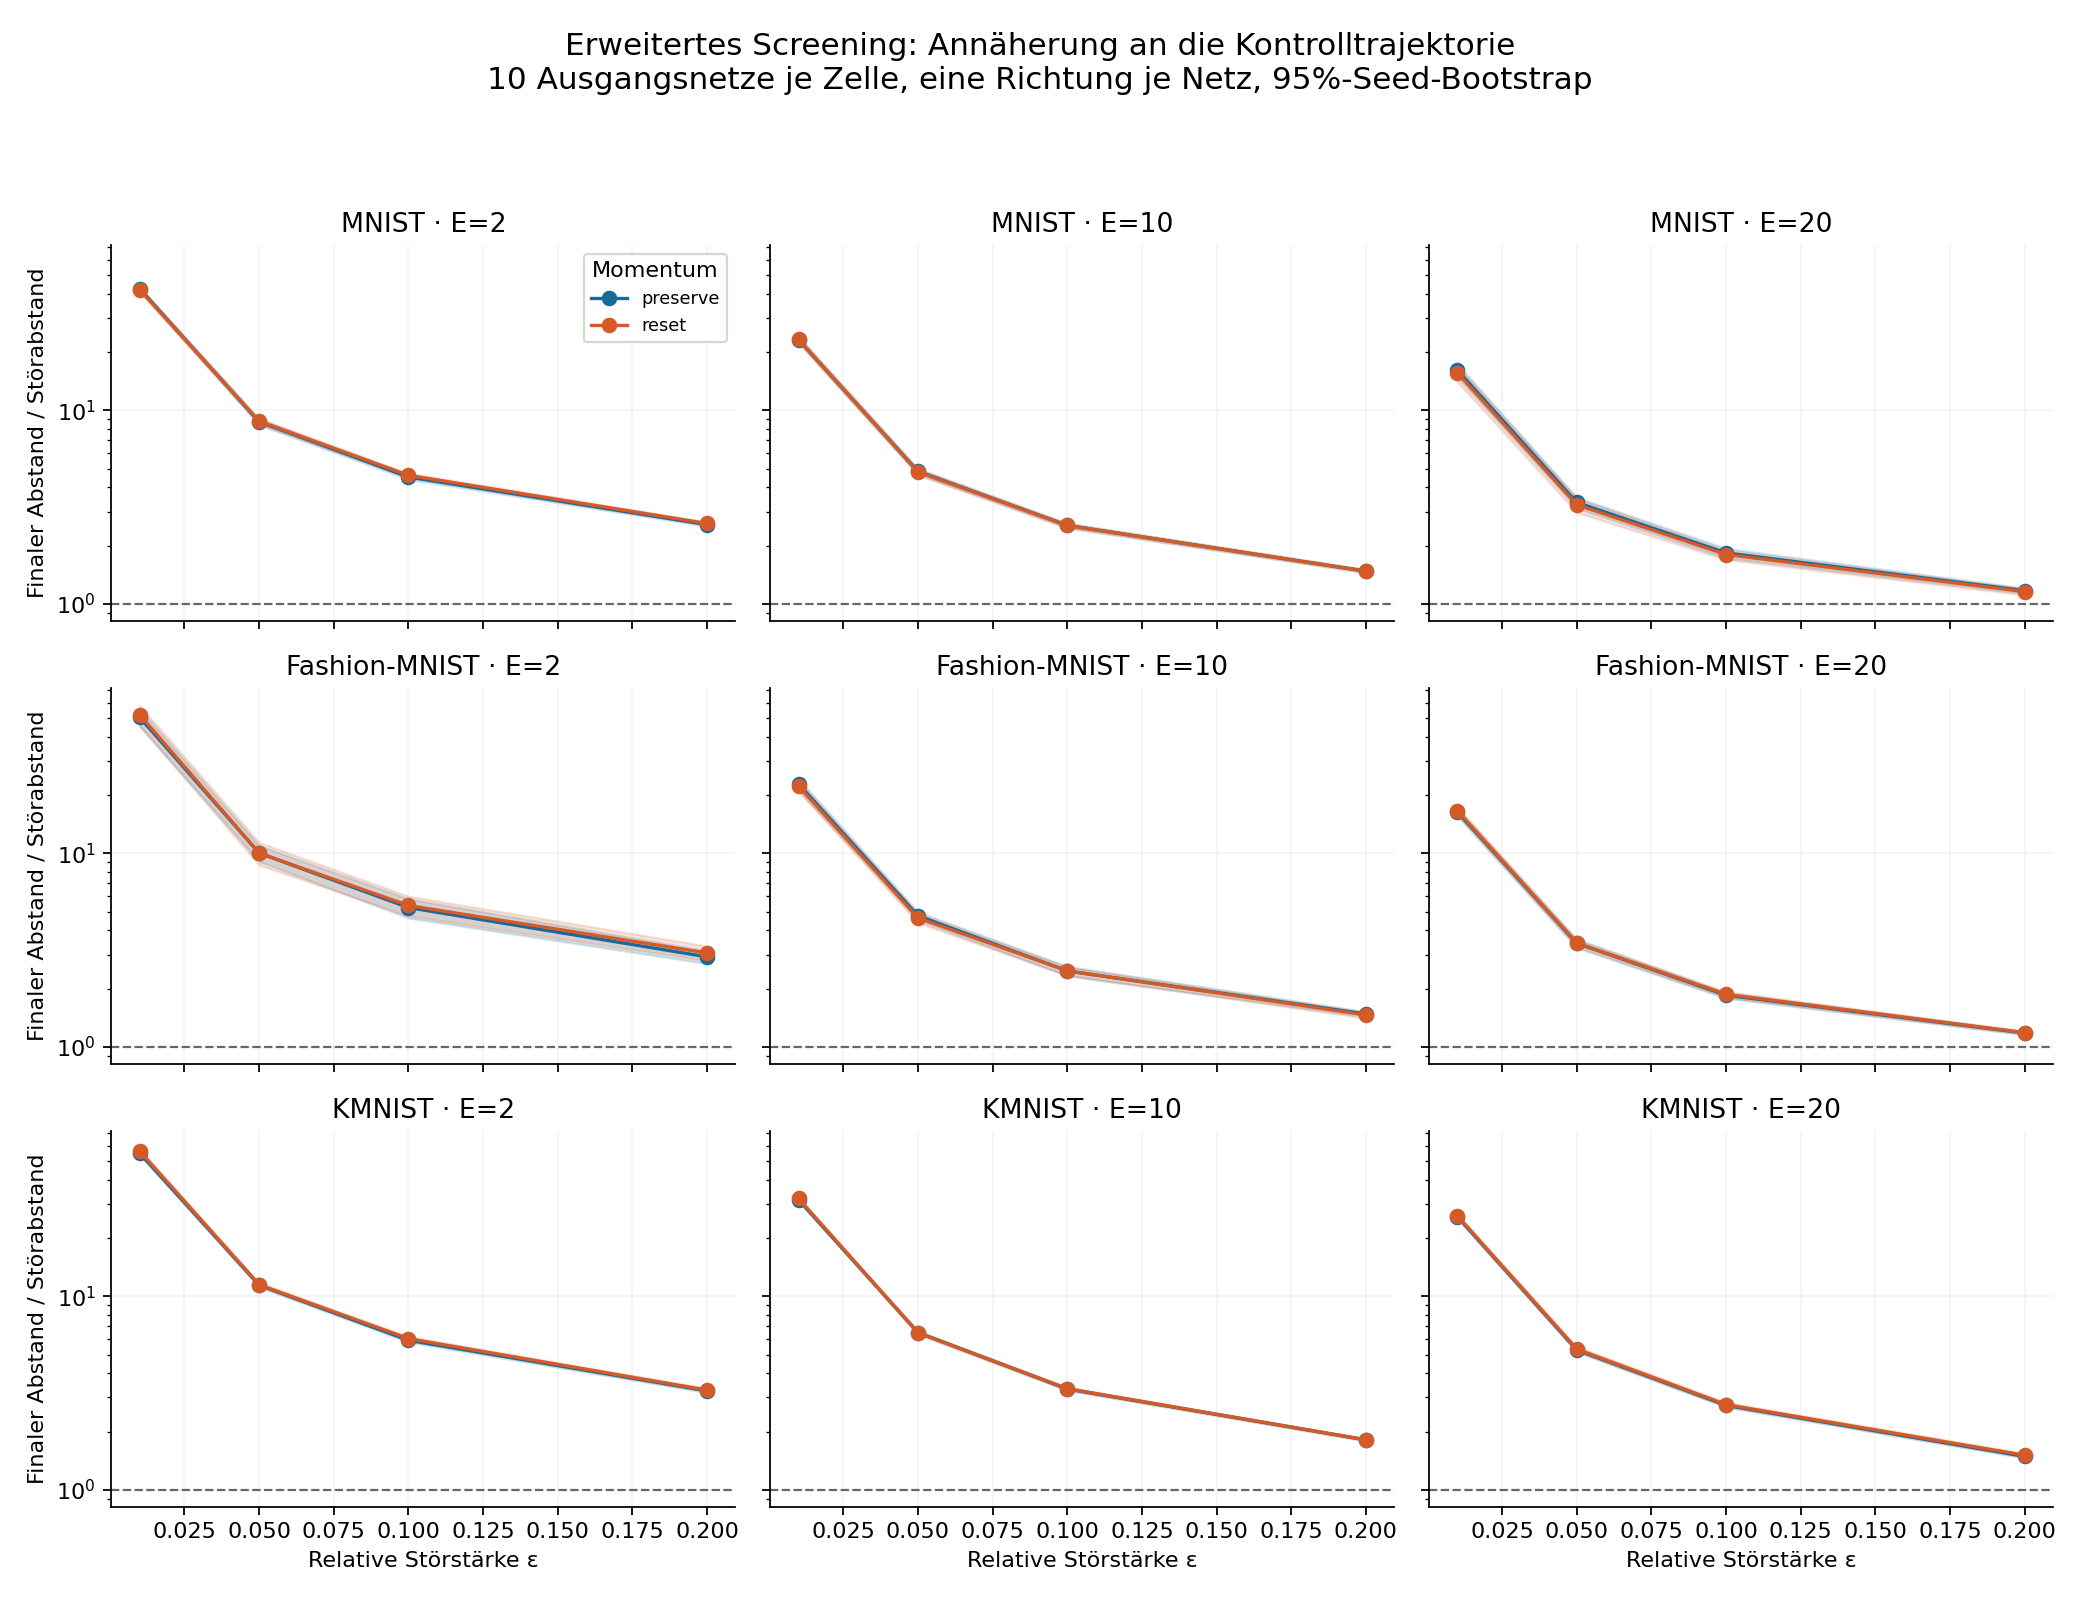 Erweitertes Screening: Annäherung an die Kontrolltrajektorie
10 Ausgangsnetze je Zelle, eine Richtung je Netz, 95%-Seed-Bootstrap
MNIST · E=2
MNIST · E=10
MNIST · E=20
Finaler Abstand / Störabstand
10¹
10⁰
Momentum
preserve
reset
Fashion-MNIST · E=2
Fashion-MNIST · E=10
Fashion-MNIST · E=20
Finaler Abstand / Störabstand
10¹
10⁰
KMNIST · E=2
KMNIST · E=10
KMNIST · E=20
Finaler Abstand / Störabstand
10¹
10⁰
0.025 0.050 0.075 0.100 0.125 0.150 0.175 0.200
0.025 0.050 0.075 0.100 0.125 0.150 0.175 0.200
0.025 0.050 0.075 0.100 0.125 0.150 0.175 0.200
Relative Störstärke ε
Relative Störstärke ε
Relative Störstärke ε